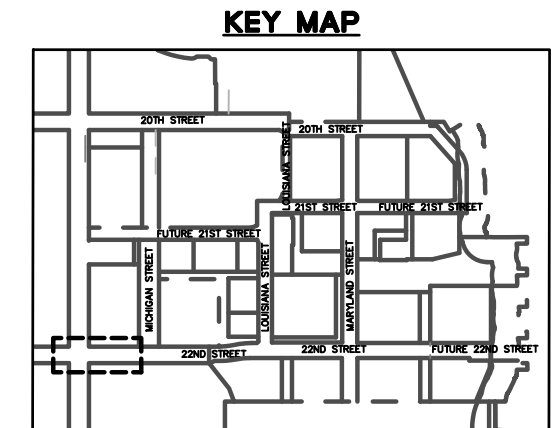 KEY MAP
20TH STREET
LOUISIANA STREET
20TH STREET
21ST STREET
FUTURE 21ST STREET
FUTURE 21ST STREET
MICHIGAN STREET
LOUISIANA STREET
MARYLAND STREET
22ND STREET
22ND STREET
FUTURE 22ND STREET